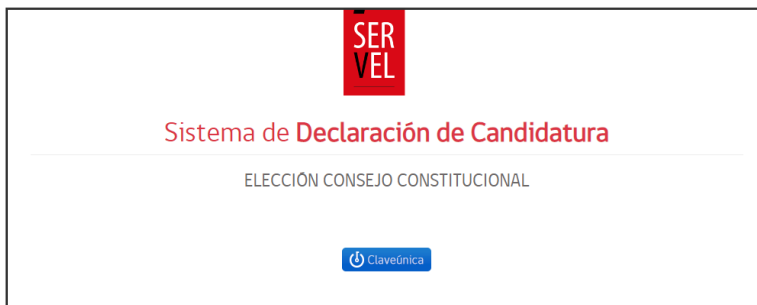 SER
VEL
Sistema de Declaración de Candidatura
ELECCIÓN CONSEJO CONSTITUCIONAL
Claveúnica